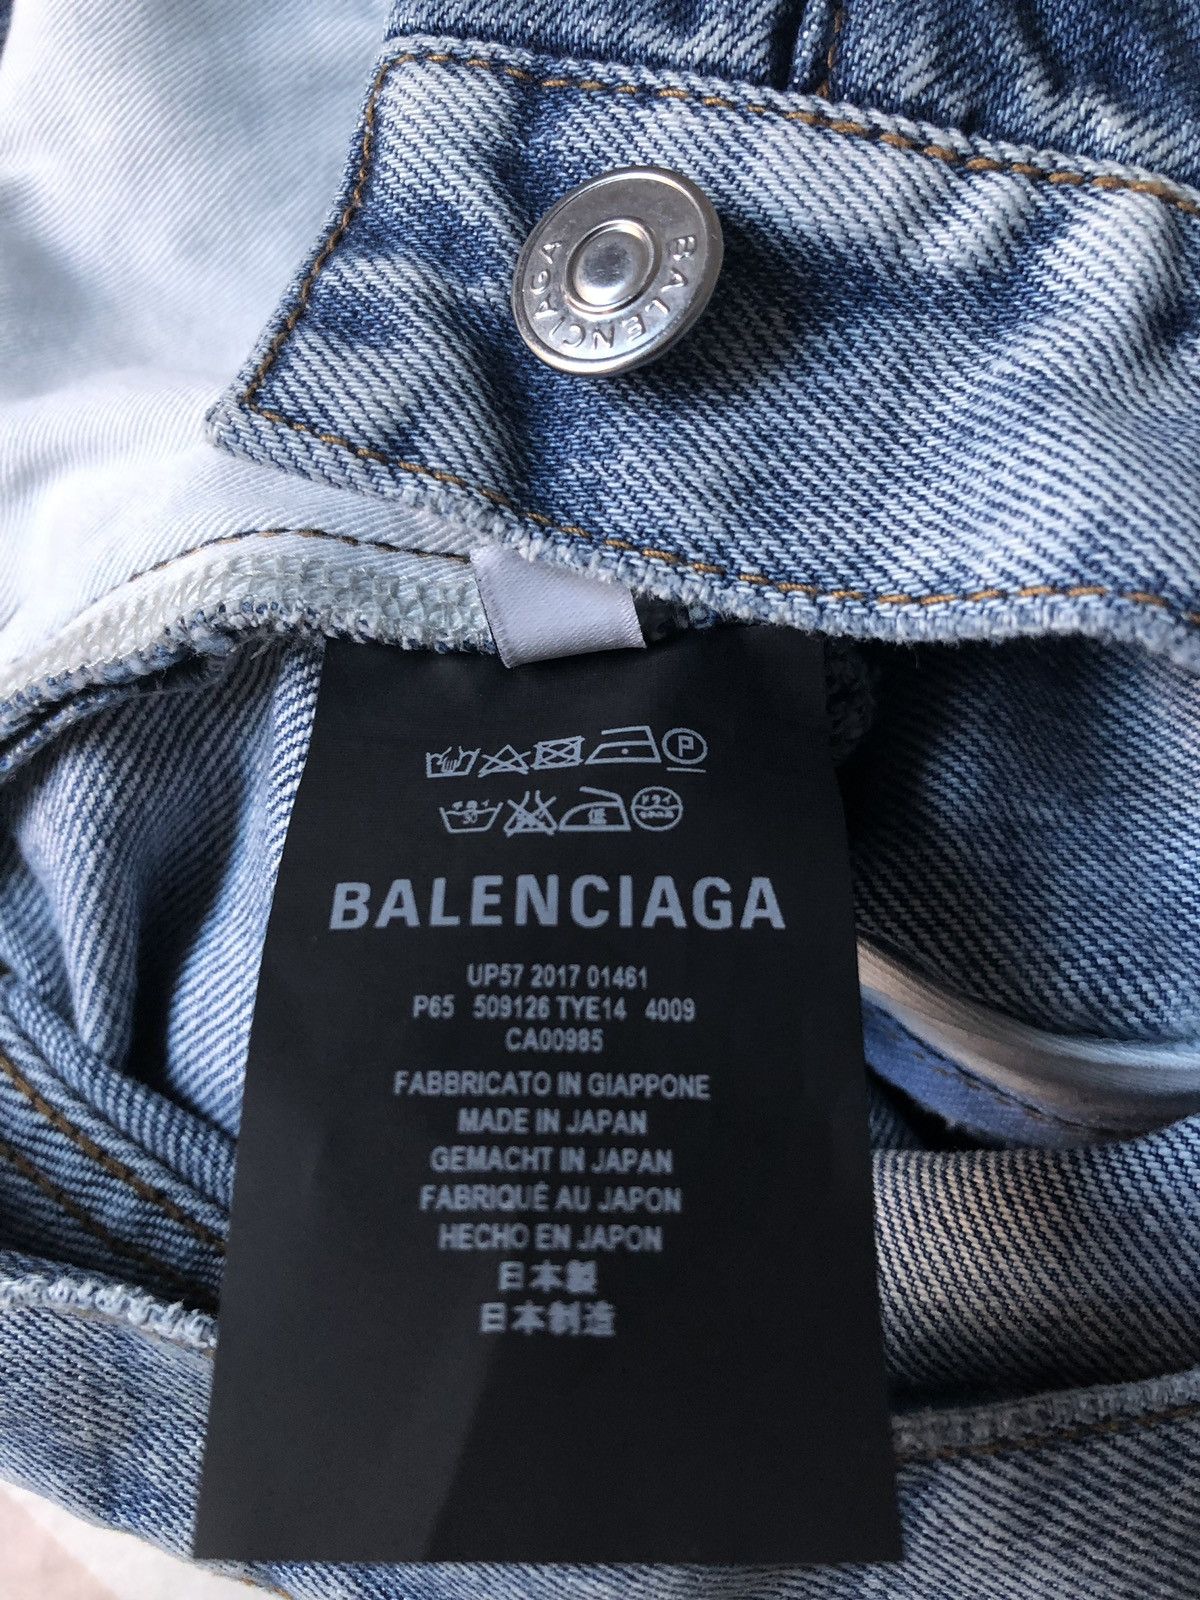 BALENCIAGA
P
BALENCIAGA
UP57 2017 01461
P65 509126 TYE14 4009
CA00985
FABBRICATO IN GIAPPONE
MADE IN JAPAN
GEMACHT IN JAPAN
FABRIQUÉ AU JAPON
HECHO EN JAPON
日本製
日本制造